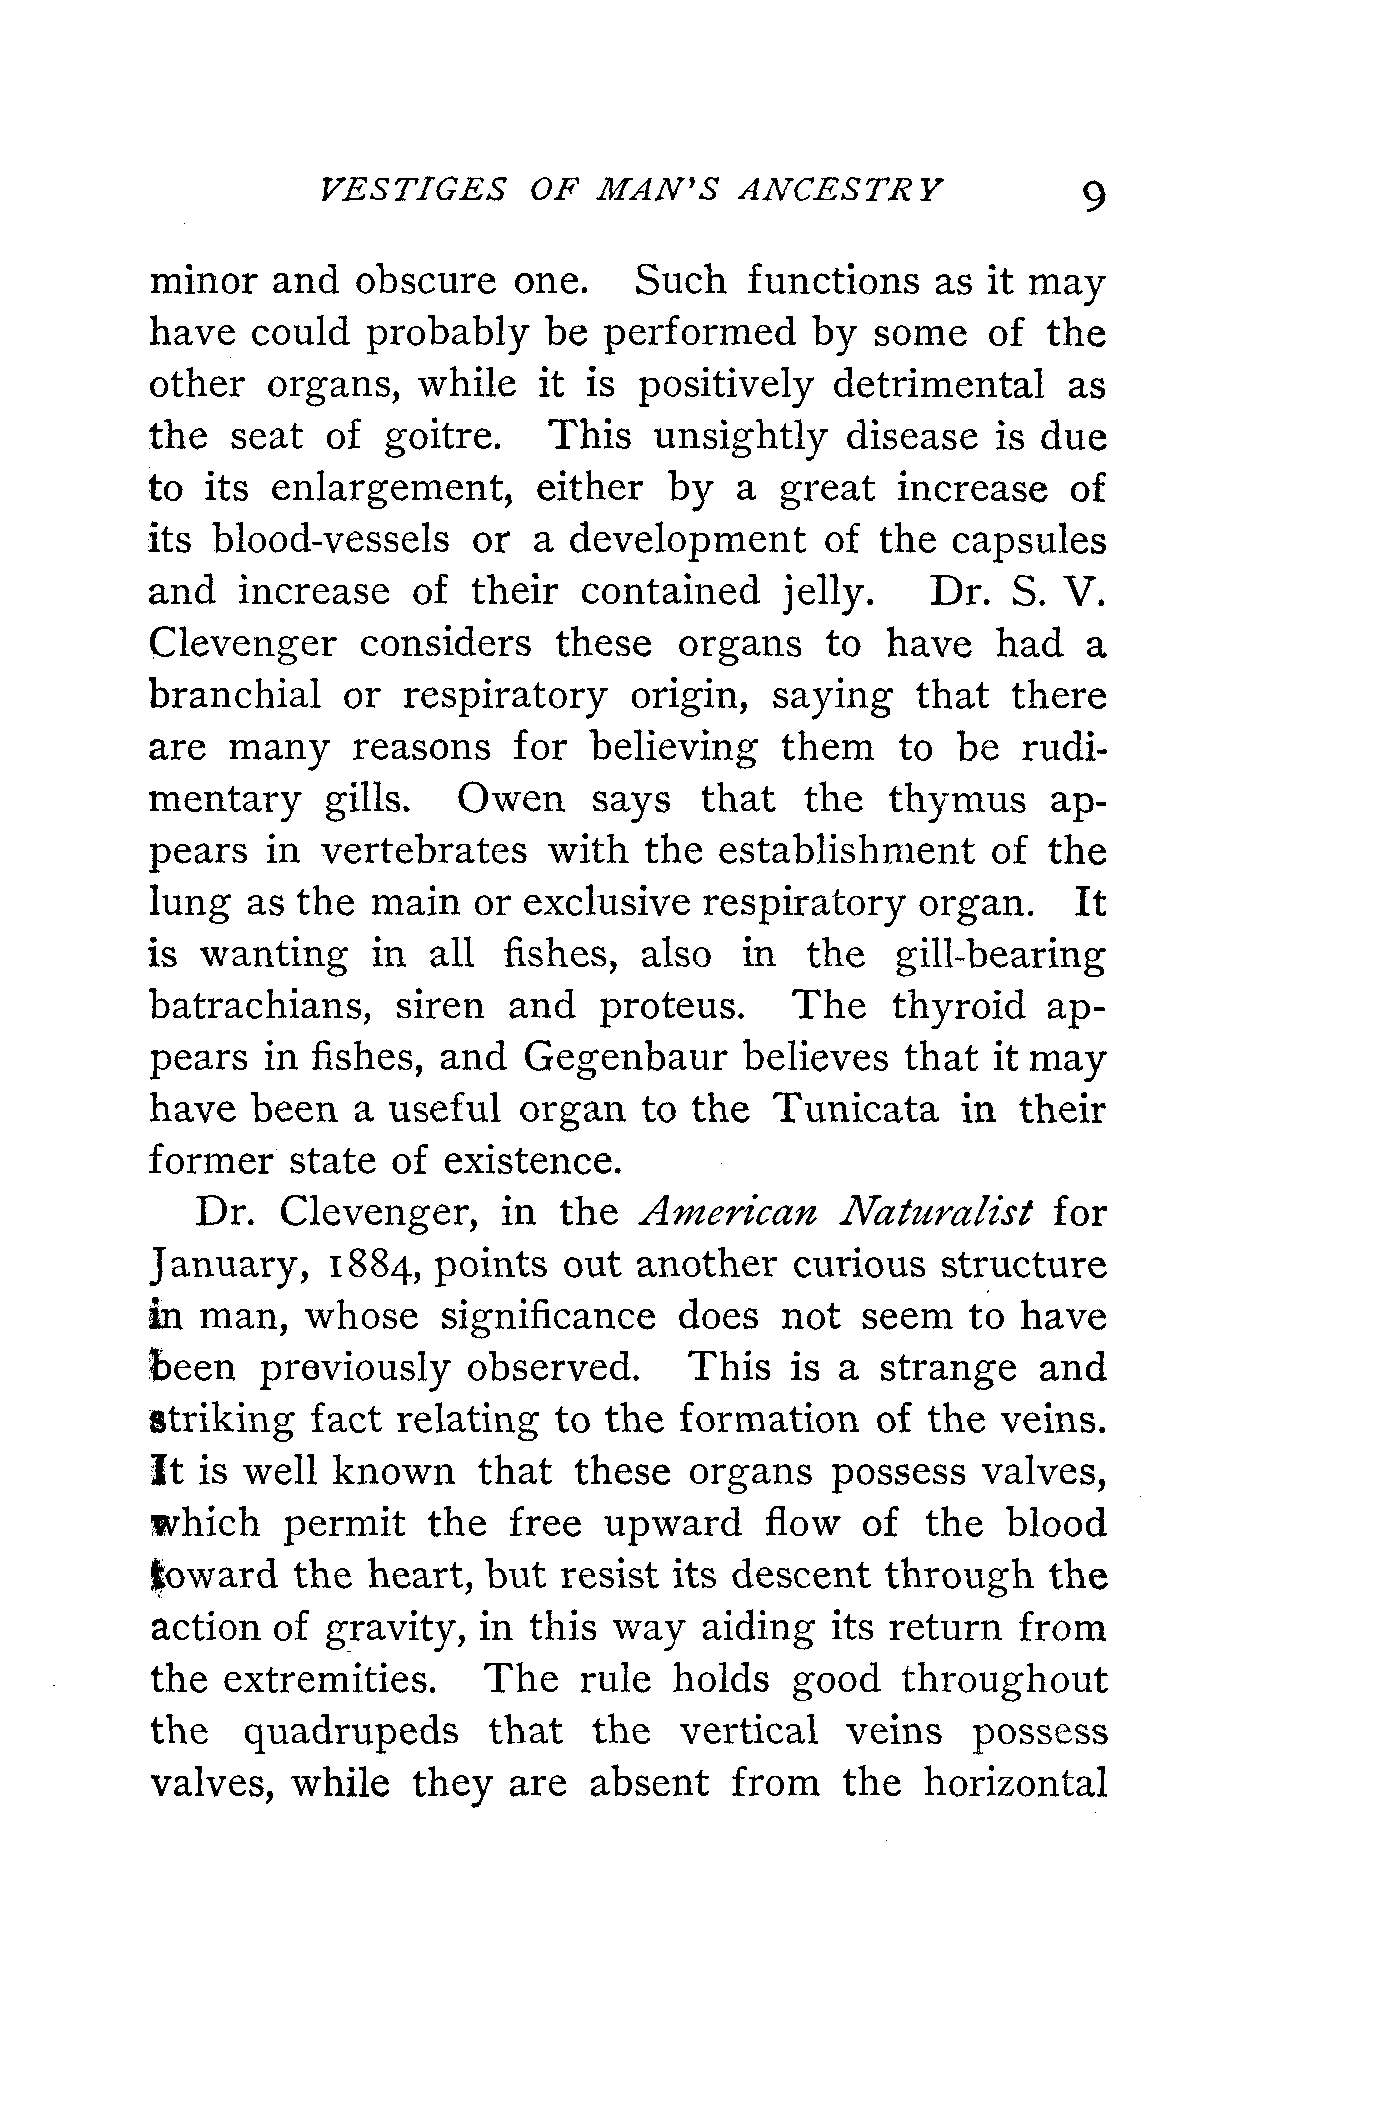 VESTIGES OF MAN'S ANCESTRY 9
minor and obscure one. Such functions as it may
have could probably be performed by some of the
other organs, while it is positively detrimental as
the seat of goitre. This unsightly disease is due
to its enlargement, either by a great increase of
its blood-vessels or a development of the capsules
and increase of their contained jelly. Dr. S. V.
Clevenger considers these organs to have had a
branchial or respiratory origin, saying that there
are many reasons for believing them to be rudi-
mentary gills. Owen says that the thymus ap-
pears in vertebrates with the establishment of the
lung as the main or exclusive respiratory organ. It
is wanting in all fishes, also in the gill-bearing
batrachians, siren and proteus. The thyroid ap-
pears in fishes, and Gegenbaur believes that it may
have been a useful organ to the Tunicata in their
former state of existence.
Dr. Clevenger, in the American Naturalist for
January, 1884, points out another curious structure
in man, whose significance does not seem to have
been previously observed. This is a strange and
striking fact relating to the formation of the veins.
It is well known that these organs possess valves,
which permit the free upward flow of the blood
toward the heart, but resist its descent through the
action of gravity, in this way aiding its return from
the extremities. The rule holds good throughout
the quadrupeds that the vertical veins possess
valves, while they are absent from the horizontal